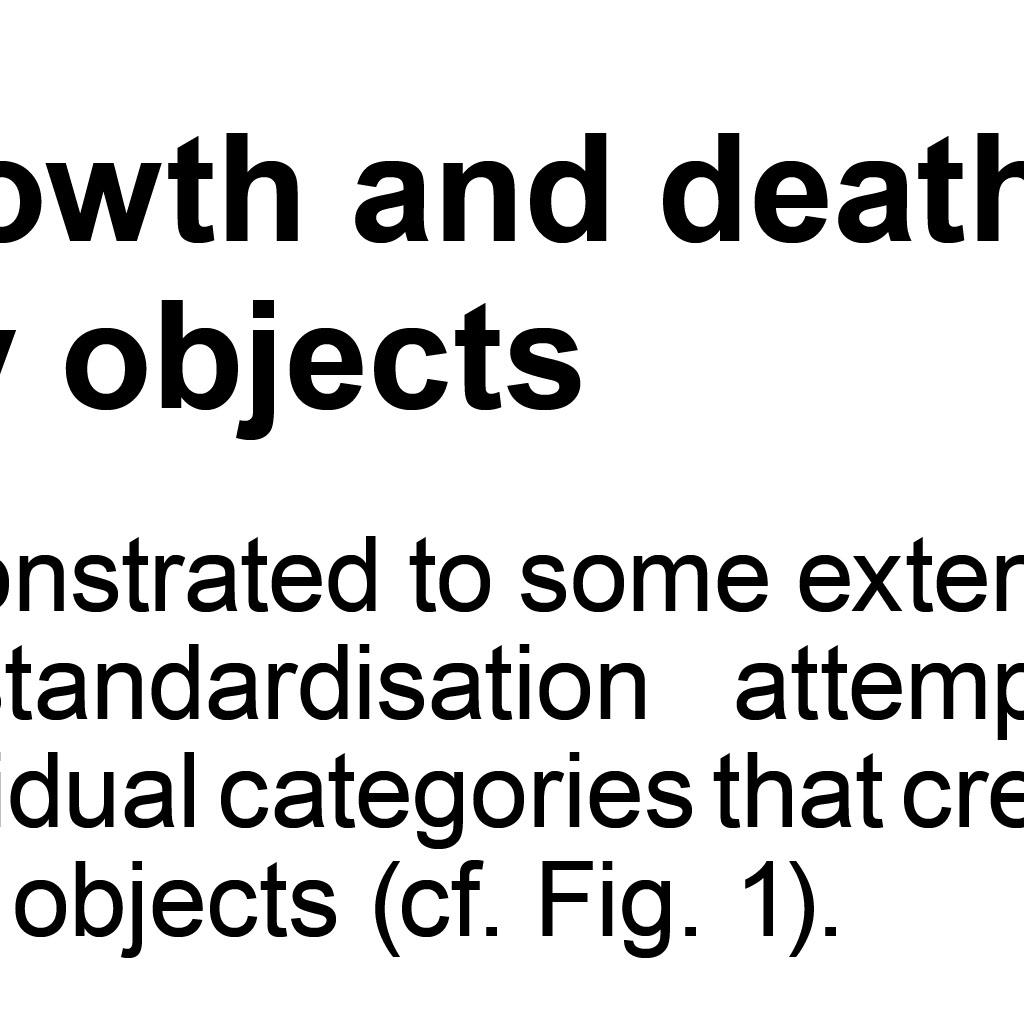 owth and death
y objects
onstrated to some exten
standardisation attemp
idual categories that cre
objects (cf. Fig. 1).